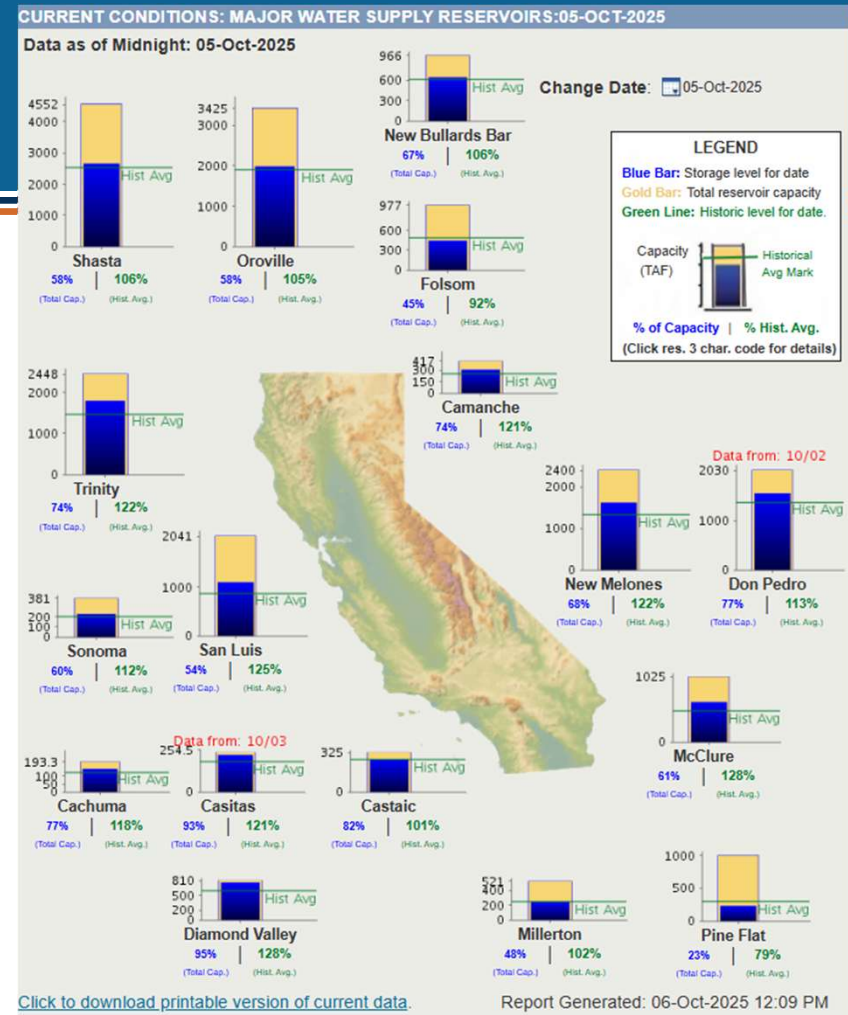 CURRENT CONDITIONS: MAJOR WATER SUPPLY RESERVOIRS:05-OCT-2025
Data as of Midnight: 05-Oct-2025
Change Date: 05-Oct-2025
4552
4000
3000
2000
1000
0
Hist Avg
Shasta
58% | 106%
(Total Cap.) (Hist. Avg.)
3425
3000
2000
1000
0
Hist Avg
Oroville
58% | 105%
(Total Cap.) (Hist. Avg.)
966
600
300
0
Hist Avg
New Bullards Bar
67% | 106%
(Total Cap.) (Hist. Avg.)
977
600
300
0
Hist Avg
Folsom
45% | 92%
(Total Cap.) (Hist. Avg.)
LEGEND
Blue Bar: Storage level for date
Gold Bar: Total reservoir capacity
Green Line: Historic level for date.
Capacity
(TAF)
Historical
Avg Mark
% of Capacity | % Hist. Avg.
(Click res. 3 char. code for details)
2448
2000
1000
0
Hist Avg
Trinity
74% | 122%
(Total Cap.) (Hist. Avg.)
417
300
150
0
Hist Avg
Camanche
74% | 121%
(Total Cap.) (Hist. Avg.)
2400
2000
1000
0
Hist Avg
New Melones
68% | 122%
(Total Cap.) (Hist. Avg.)
Data from: 10/02
2030
1000
0
Hist Avg
Don Pedro
77% | 113%
(Total Cap.) (Hist. Avg.)
381
200
100
0
Hist Avg
Sonoma
60% | 112%
(Total Cap.) (Hist. Avg.)
2041
1000
0
Hist Avg
San Luis
54% | 125%
(Total Cap.) (Hist. Avg.)
1025
0
Hist Avg
McClure
61% | 128%
(Total Cap.) (Hist. Avg.)
193.3
100
50
0
Hist Avg
Cachuma
77% | 118%
(Total Cap.) (Hist. Avg.)
Data from: 10/03
254.5
0
Hist Avg
Casitas
93% | 121%
(Total Cap.) (Hist. Avg.)
325
0
Hist Avg
Castaic
82% | 101%
(Total Cap.) (Hist. Avg.)
810
500
200
0
Hist Avg
Diamond Valley
95% | 128%
(Total Cap.) (Hist. Avg.)
521
400
200
0
Hist Avg
Millerton
48% | 102%
(Total Cap.) (Hist. Avg.)
1000
500
0
Hist Avg
Pine Flat
23% | 79%
(Total Cap.) (Hist. Avg.)
Click to download printable version of current data.
Report Generated: 06-Oct-2025 12:09 PM